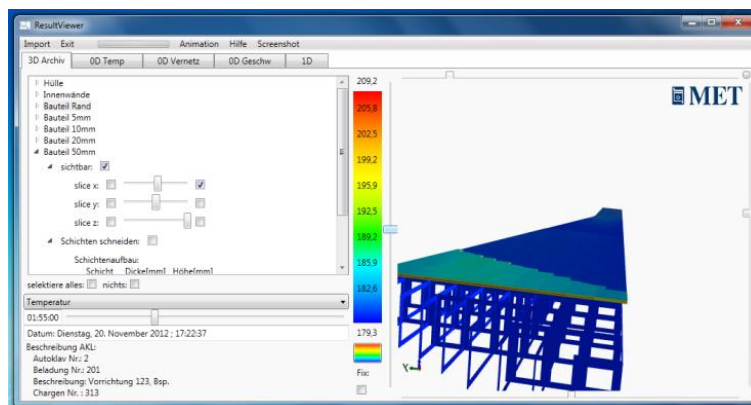 ResultViewer
Import Exit Animation Hilfe Screenshot
3D Archiv 0D Temp 0D Vernetz 0D Geschw 1D
Hülle
Innenwände
Bauteil Rand
Bauteil 5mm
Bauteil 10mm
Bauteil 20mm
Bauteil 50mm
sichtbar:
slice x:
slice y:
slice z:
Schichten schneiden:
Schichtenaufbau:
Schicht Dicke[mm] Höhe[mm]
selektiere alles: nichts:
Temperatur
01:55:00
Datum: Dienstag, 20. November 2012 ; 17:22:37
Beschreibung AKL:
Autoklav Nr.: 2
Beladung Nr.: 201
Beschreibung: Vorrichtung 123, Bsp.
Chargen Nr. : 313
209,2
205,8
202,5
199,2
195,9
192,5
189,2
185,9
182,6
179,3
Fix:
MET
Y